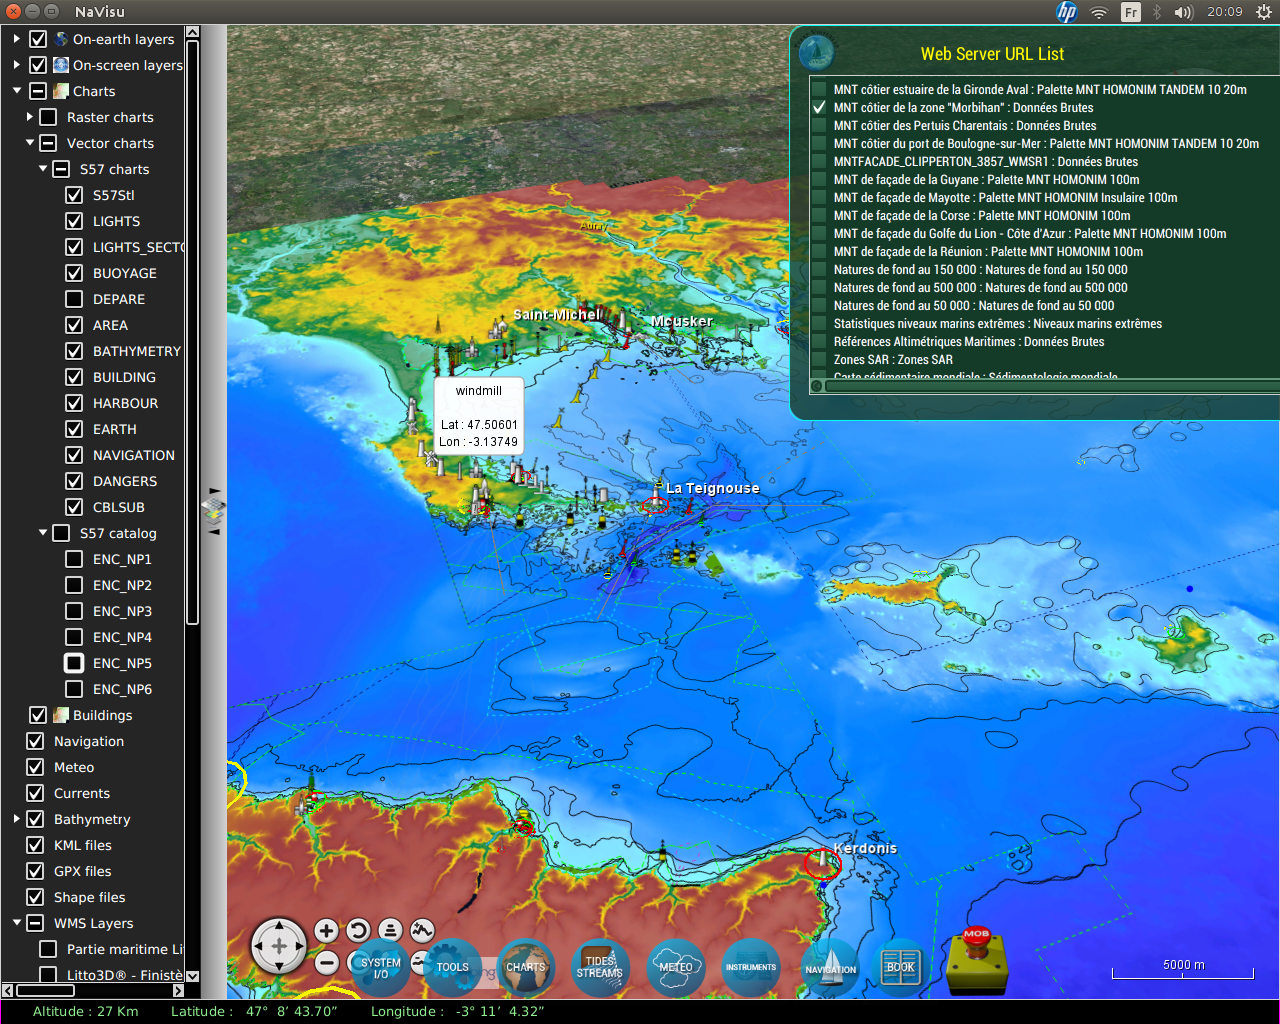 NaVisu
Fr
20:09
On-earth layers
On-screen layers
Charts
Raster charts
Vector charts
S57 charts
S57Stl
LIGHTS
LIGHTS_SECTO
BUOYAGE
DEPARE
AREA
BATHYMETRY
BUILDING
HARBOUR
EARTH
NAVIGATION
DANGERS
CBLSUB
S57 catalog
ENC_NP1
ENC_NP2
ENC_NP3
ENC_NP4
ENC_NP5
ENC_NP6
Buildings
Navigation
Meteo
Currents
Bathymetry
KML files
GPX files
Shape files
WMS Layers
Partie maritime Li
Litto3D® - Finistè
Web Server URL List
MNT côtier estuaire de la Gironde Aval : Palette MNT HOMONIM TANDEM 10 20m
MNT côtier de la zone "Morbihan" : Données Brutes
MNT côtier des Pertuis Charentais : Données Brutes
MNT côtier du port de Boulogne-sur-Mer : Palette MNT HOMONIM TANDEM 10 20m
MNTFACADE_CLIPPERTON_3857_WMSR1 : Données Brutes
MNT de façade de la Guyane : Palette MNT HOMONIM 100m
MNT de façade de Mayotte : Palette MNT HOMONIM Insulaire 100m
MNT de façade de la Corse : Palette MNT HOMONIM 100m
MNT de façade du Golfe du Lion - Côte d'Azur : Palette MNT HOMONIM 100m
MNT de façade de la Réunion : Palette MNT HOMONIM 100m
Natures de fond au 150 000 : Natures de fond au 150 000
Natures de fond au 500 000 : Natures de fond au 500 000
Natures de fond au 50 000 : Natures de fond au 50 000
Statistiques niveaux marins extrêmes : Niveaux marins extrêmes
Références Altimétriques Maritimes : Données Brutes
Zones SAR : Zones SAR
Carte sédimentaire mondiale : Sédimentologie mondiale
Auray
Saint-Michel
Mousker
windmill
Lat : 47.50601
Lon : -3.13749
La Teignouse
Kerdonis
SYSTEM I/O
TOOLS
CHARTS
TIDES STREAMS
METEO
INSTRUMENTS
NAVIGATION
BOOK
MOB
5000 m
Altitude : 27 Km
Latitude : 47° 8' 43.70"
Longitude : -3° 11' 4.32"